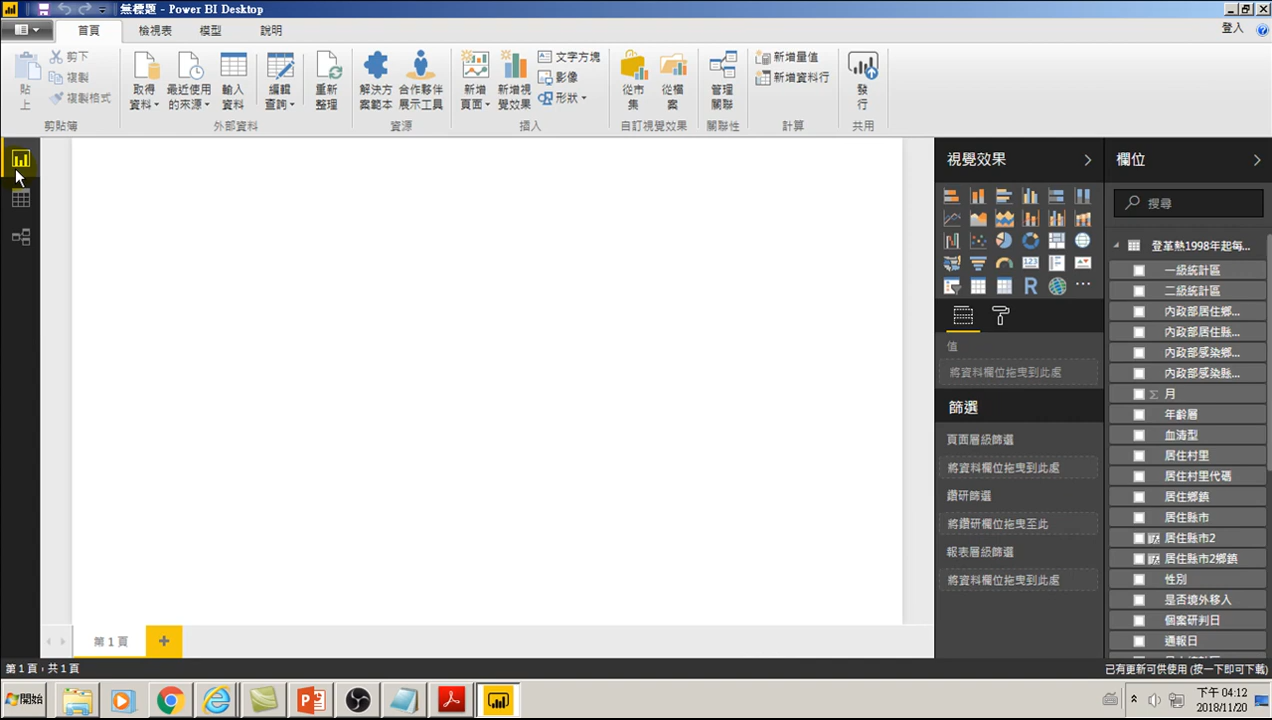 無標題 - Power BI Desktop
首頁 檢視表 模型 說明 登入
貼上 剪下 複製 複製格式
取得資料 最近使用的來源 輸入資料 編輯查詢 重新整理
解決方案範本 合作夥伴展示工具
新增頁面 新增視覺效果 文字方塊 影像 形狀
從市集 從檔案 管理關聯 新增量值 新增資料行 發行
剪貼簿 外部資料 資源 插入 自訂視覺效果 關聯性 計算 共用
視覺效果
123
R
值
將資料欄位拖曳到此處
篩選
頁面層級篩選
將資料欄位拖曳到此處
鑽研篩選
將鑽研欄位拖曳至此
報表層級篩選
將資料欄位拖曳到此處
欄位
搜尋
登革熱1998年起每...
一級統計區
二級統計區
內政部居住鄉...
內政部居住縣...
內政部感染鄉...
內政部感染縣...
Σ 月
年齡層
血清型
居住村里
居住村里代碼
居住鄉鎮
居住縣市
居住縣市2
居住縣市2鄉鎮
性別
是否境外移入
個案研判日
通報日
第 1 頁
第 1 頁，共 1 頁
已有更新可供使用 (按一下即可下載)
開始
下午 04:12
2018/11/20